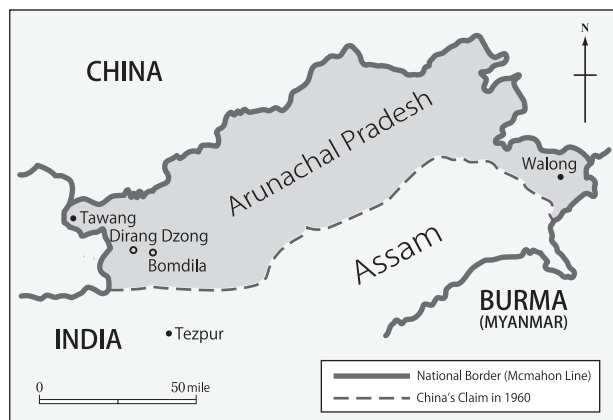 CHINA
N
Arunachal Pradesh
Walong
Tawang
Dirang Dzong
Bomdila
Assam
BURMA
(MYANMAR)
INDIA
Tezpur
0 50 mile
National Border (Mcmahon Line)
China's Claim in 1960